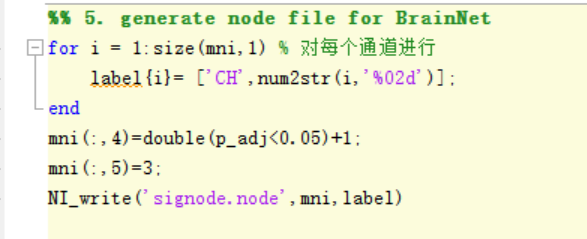 %% 5. generate node file for BrainNet
for i = 1:size(mni,1) % 对每个通道进行
label{i}= ['CH',num2str(i,'%02d')];
end
mni(:,4)=double(p_adj<0.05)+1;
mni(:,5)=3;
NI_write('signode.node',mni,label)